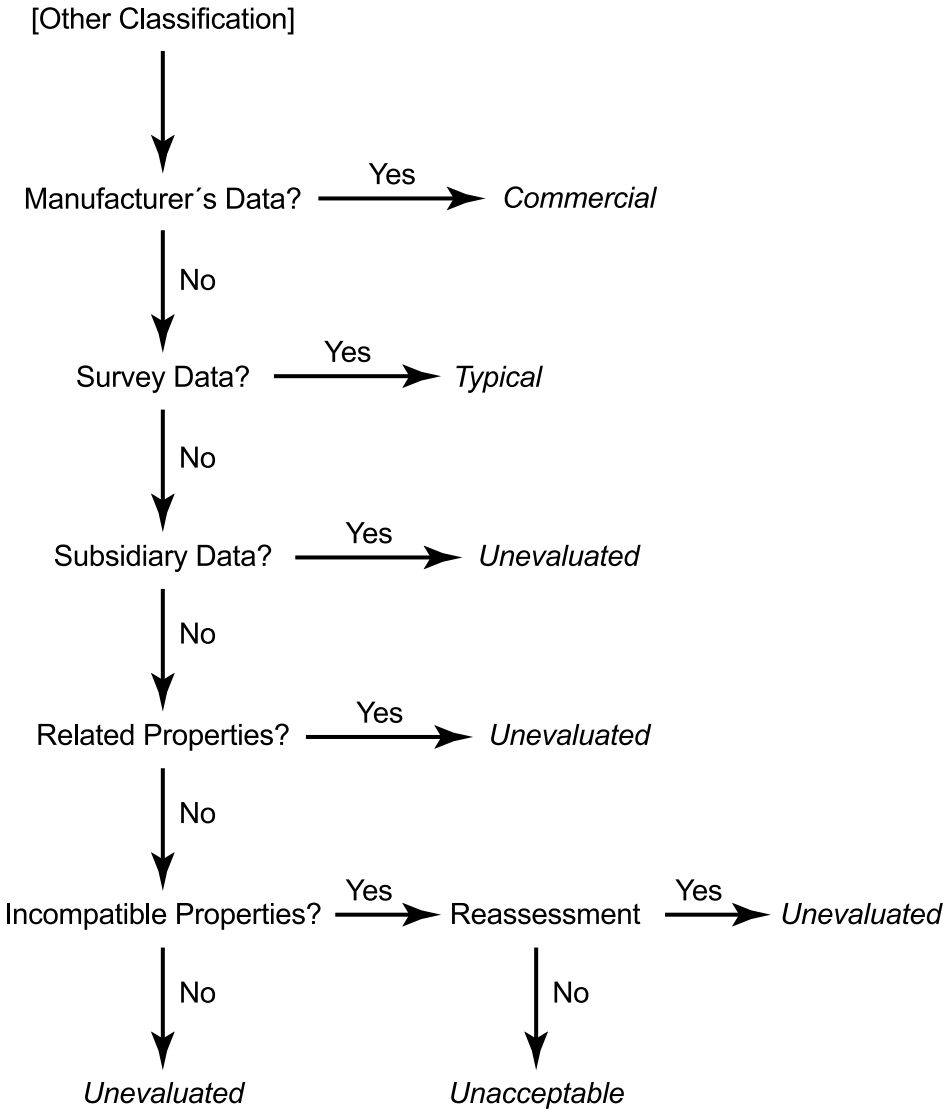 [Other Classification]
Manufacturer´s Data?
Yes
Commercial
No
Survey Data?
Yes
Typical
No
Subsidiary Data?
Yes
Unevaluated
No
Related Properties?
Yes
Unevaluated
No
Incompatible Properties?
Yes
Reassessment
Yes
Unevaluated
No
No
Unevaluated
Unacceptable